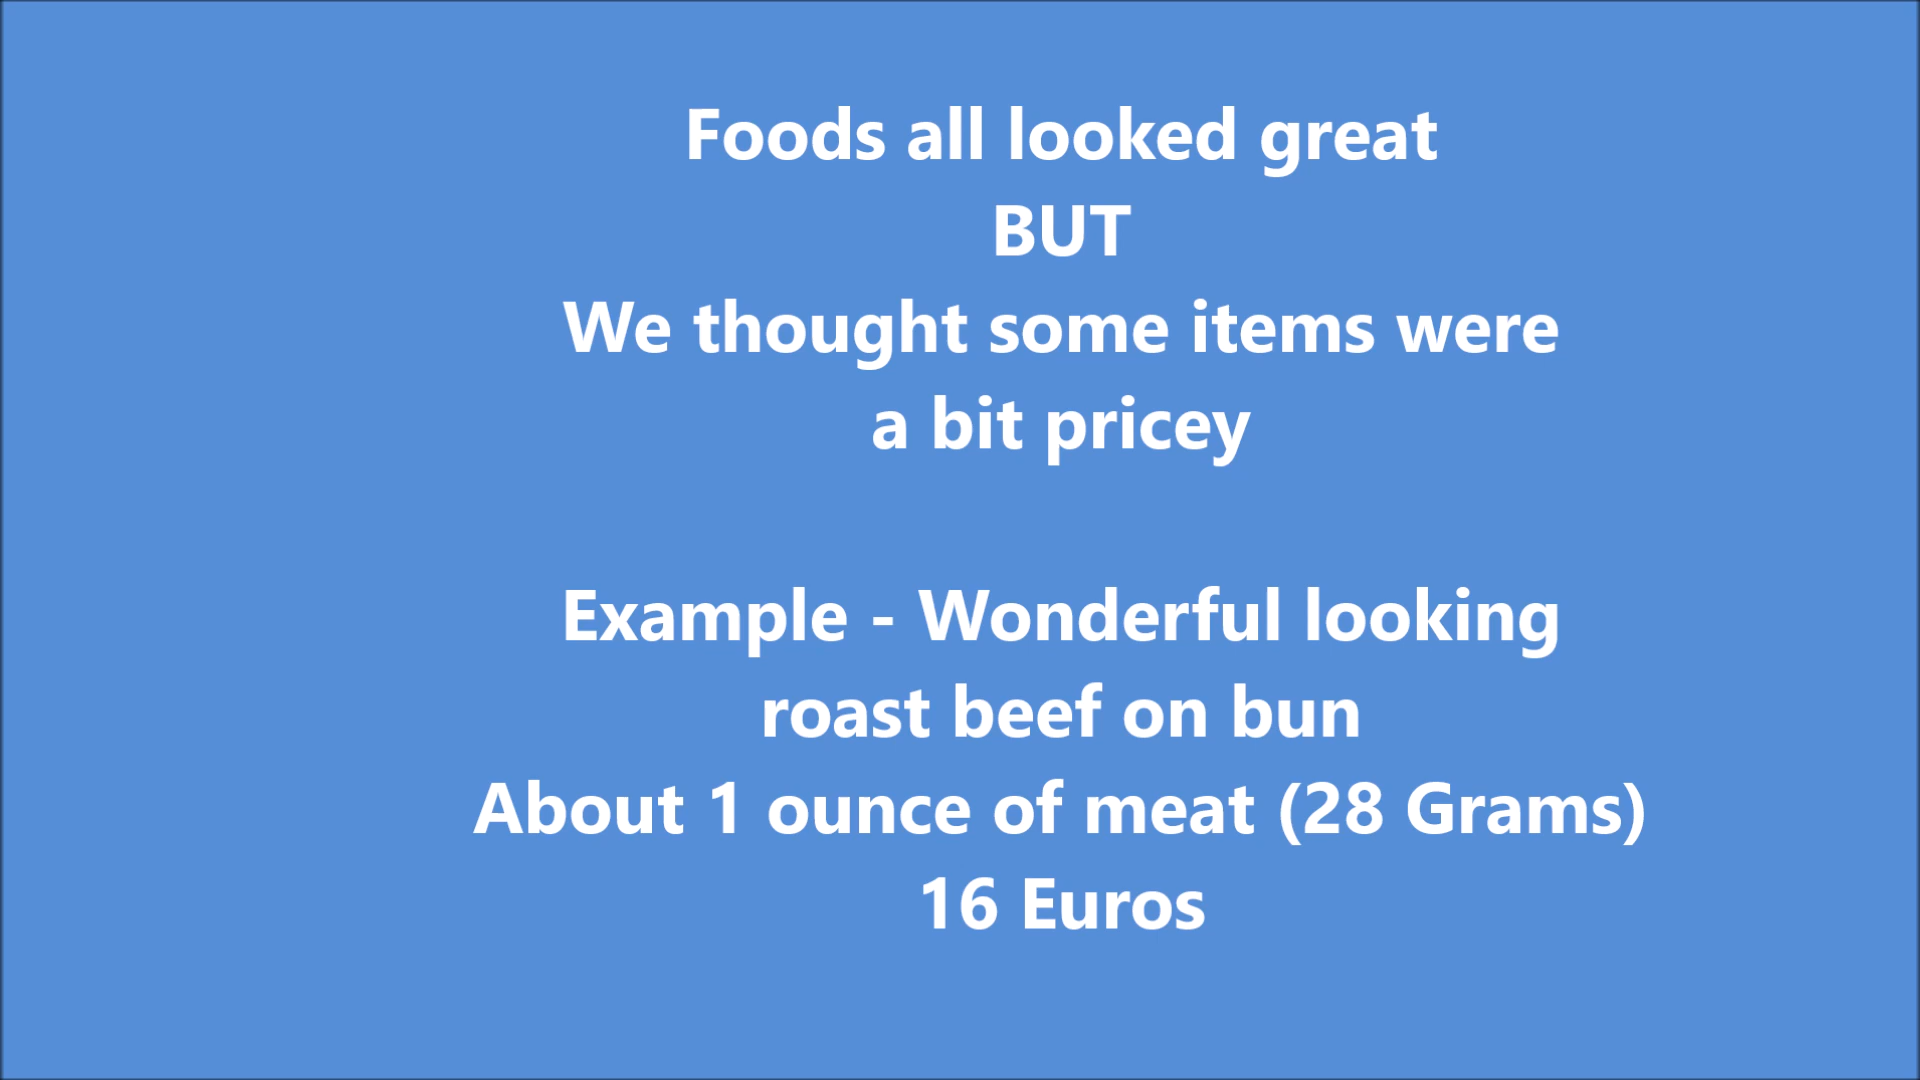 Foods all looked great
BUT
We thought some items were
a bit pricey
Example - Wonderful looking
roast beef on bun
About 1 ounce of meat (28 Grams)
16 Euros